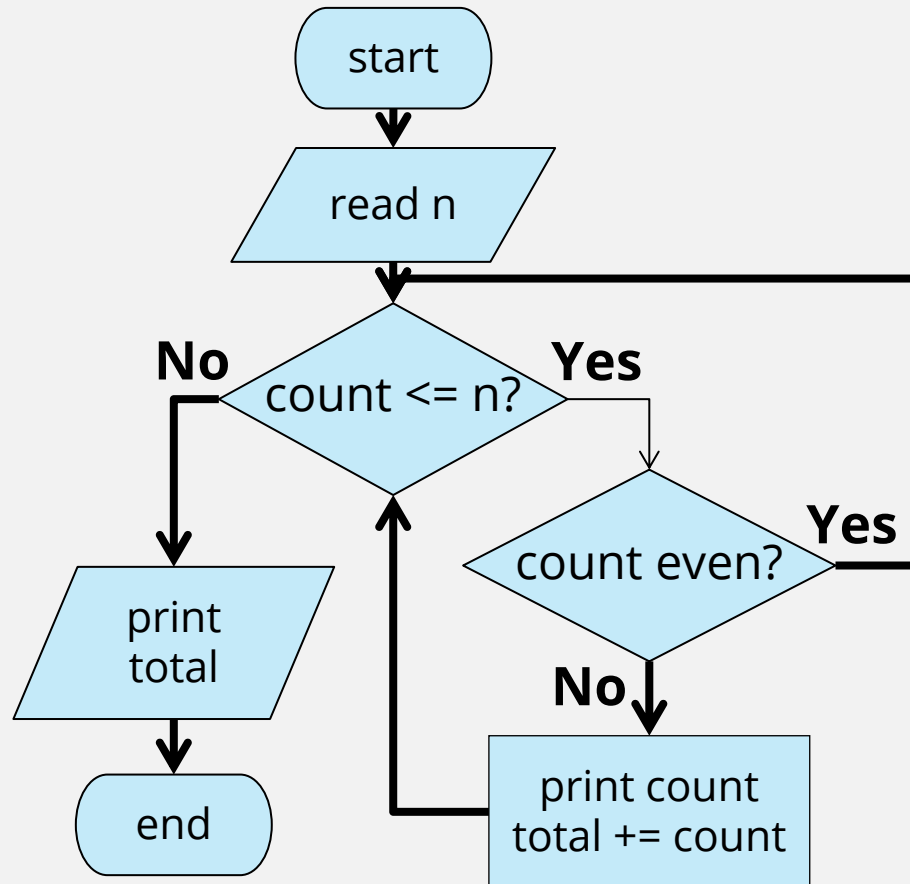 start
read n
No
count <= n?
Yes
count even?
Yes
No
print
total
print count
total += count
end